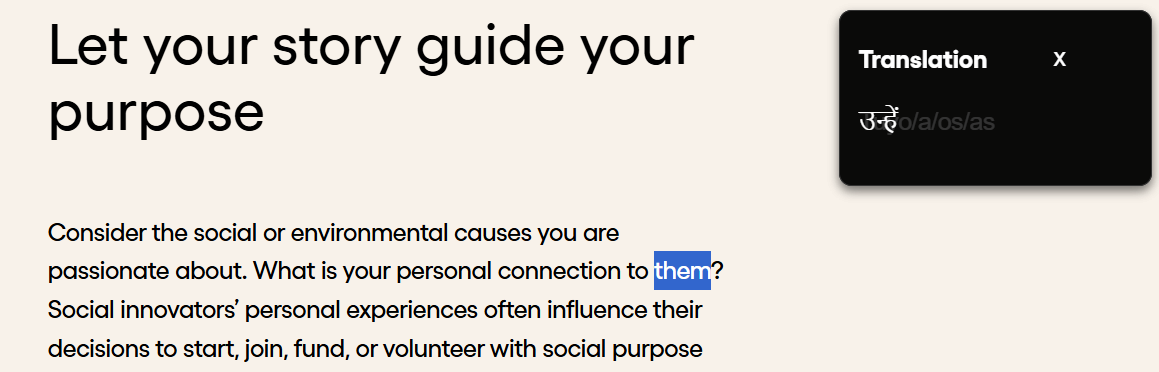 Let your story guide your
purpose
Consider the social or environmental causes you are
passionate about. What is your personal connection to them?
Social innovators’ personal experiences often influence their
decisions to start, join, fund, or volunteer with social purpose
Translation X
उन्हें o/a/os/as